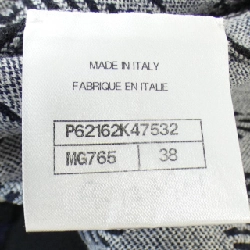 MADE IN ITALY
FABRIQUE EN ITALIE
P62162K47532
MG765 38